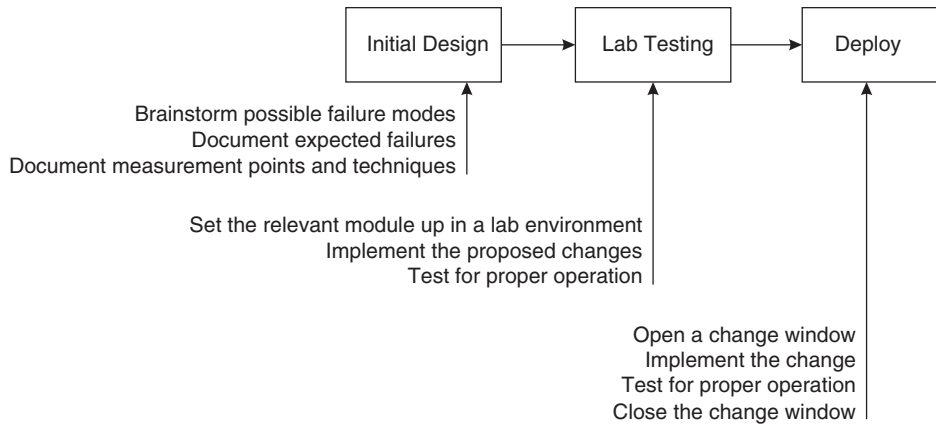 Initial Design
Lab Testing
Deploy
Brainstorm possible failure modes
Document expected failures
Document measurement points and techniques
Set the relevant module up in a lab environment
Implement the proposed changes
Test for proper operation
Open a change window
Implement the change
Test for proper operation
Close the change window